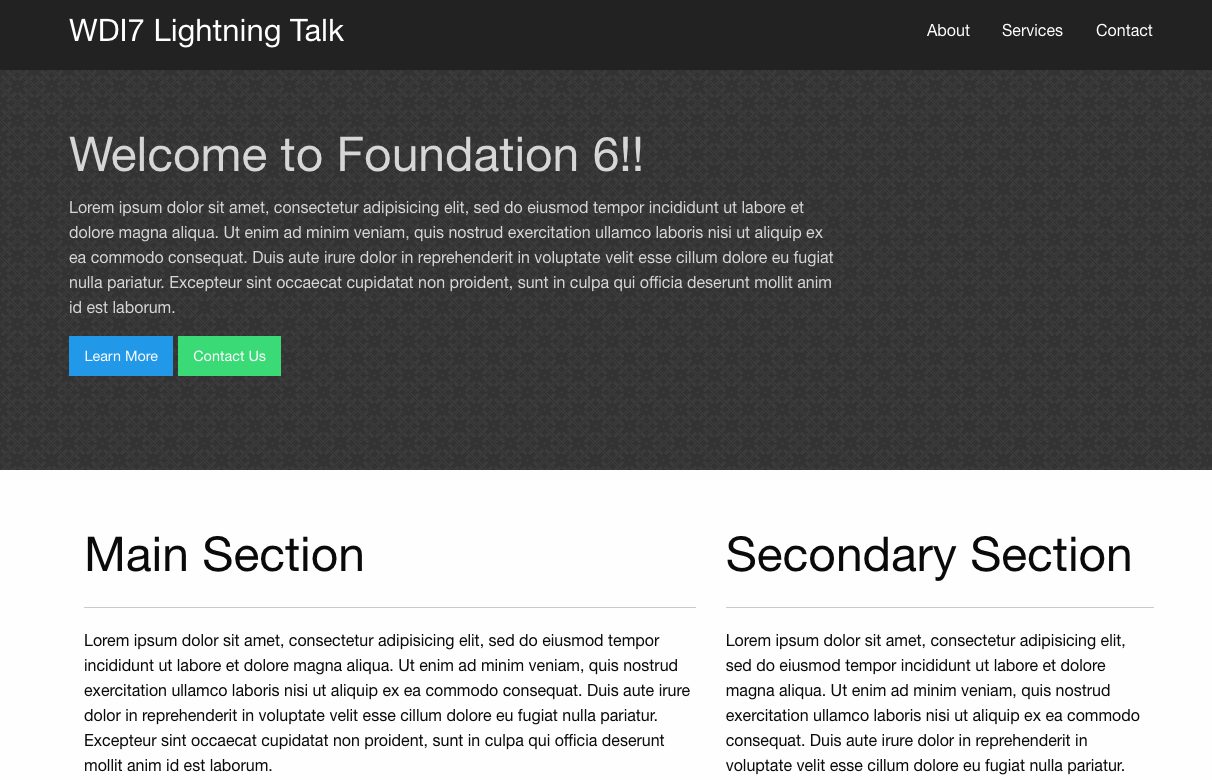 WDI7 Lightning Talk
About Services Contact
Welcome to Foundation 6!!
Lorem ipsum dolor sit amet, consectetur adipisicing elit, sed do eiusmod tempor incididunt ut labore et
dolore magna aliqua. Ut enim ad minim veniam, quis nostrud exercitation ullamco laboris nisi ut aliquip ex
ea commodo consequat. Duis aute irure dolor in reprehenderit in voluptate velit esse cillum dolore eu fugiat
nulla pariatur. Excepteur sint occaecat cupidatat non proident, sunt in culpa qui officia deserunt mollit anim
id est laborum.
Learn More Contact Us
Main Section
Lorem ipsum dolor sit amet, consectetur adipisicing elit, sed do eiusmod tempor
incididunt ut labore et dolore magna aliqua. Ut enim ad minim veniam, quis nostrud
exercitation ullamco laboris nisi ut aliquip ex ea commodo consequat. Duis aute irure
dolor in reprehenderit in voluptate velit esse cillum dolore eu fugiat nulla pariatur.
Excepteur sint occaecat cupidatat non proident, sunt in culpa qui officia deserunt
mollit anim id est laborum.
Secondary Section
Lorem ipsum dolor sit amet, consectetur adipisicing elit,
sed do eiusmod tempor incididunt ut labore et dolore
magna aliqua. Ut enim ad minim veniam, quis nostrud
exercitation ullamco laboris nisi ut aliquip ex ea commodo
consequat. Duis aute irure dolor in reprehenderit in
voluptate velit esse cillum dolore eu fugiat nulla pariatur.